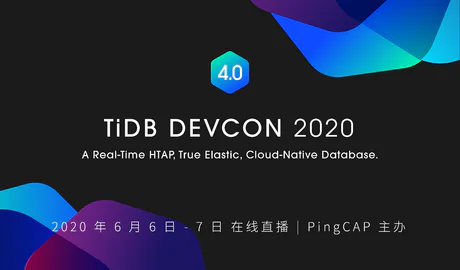 4.0
TiDB DEVCON 2020
A Real-Time HTAP, True Elastic, Cloud-Native Database.
2020 年 6 月 6 日 - 7 日 在线直播 | PingCAP 主办